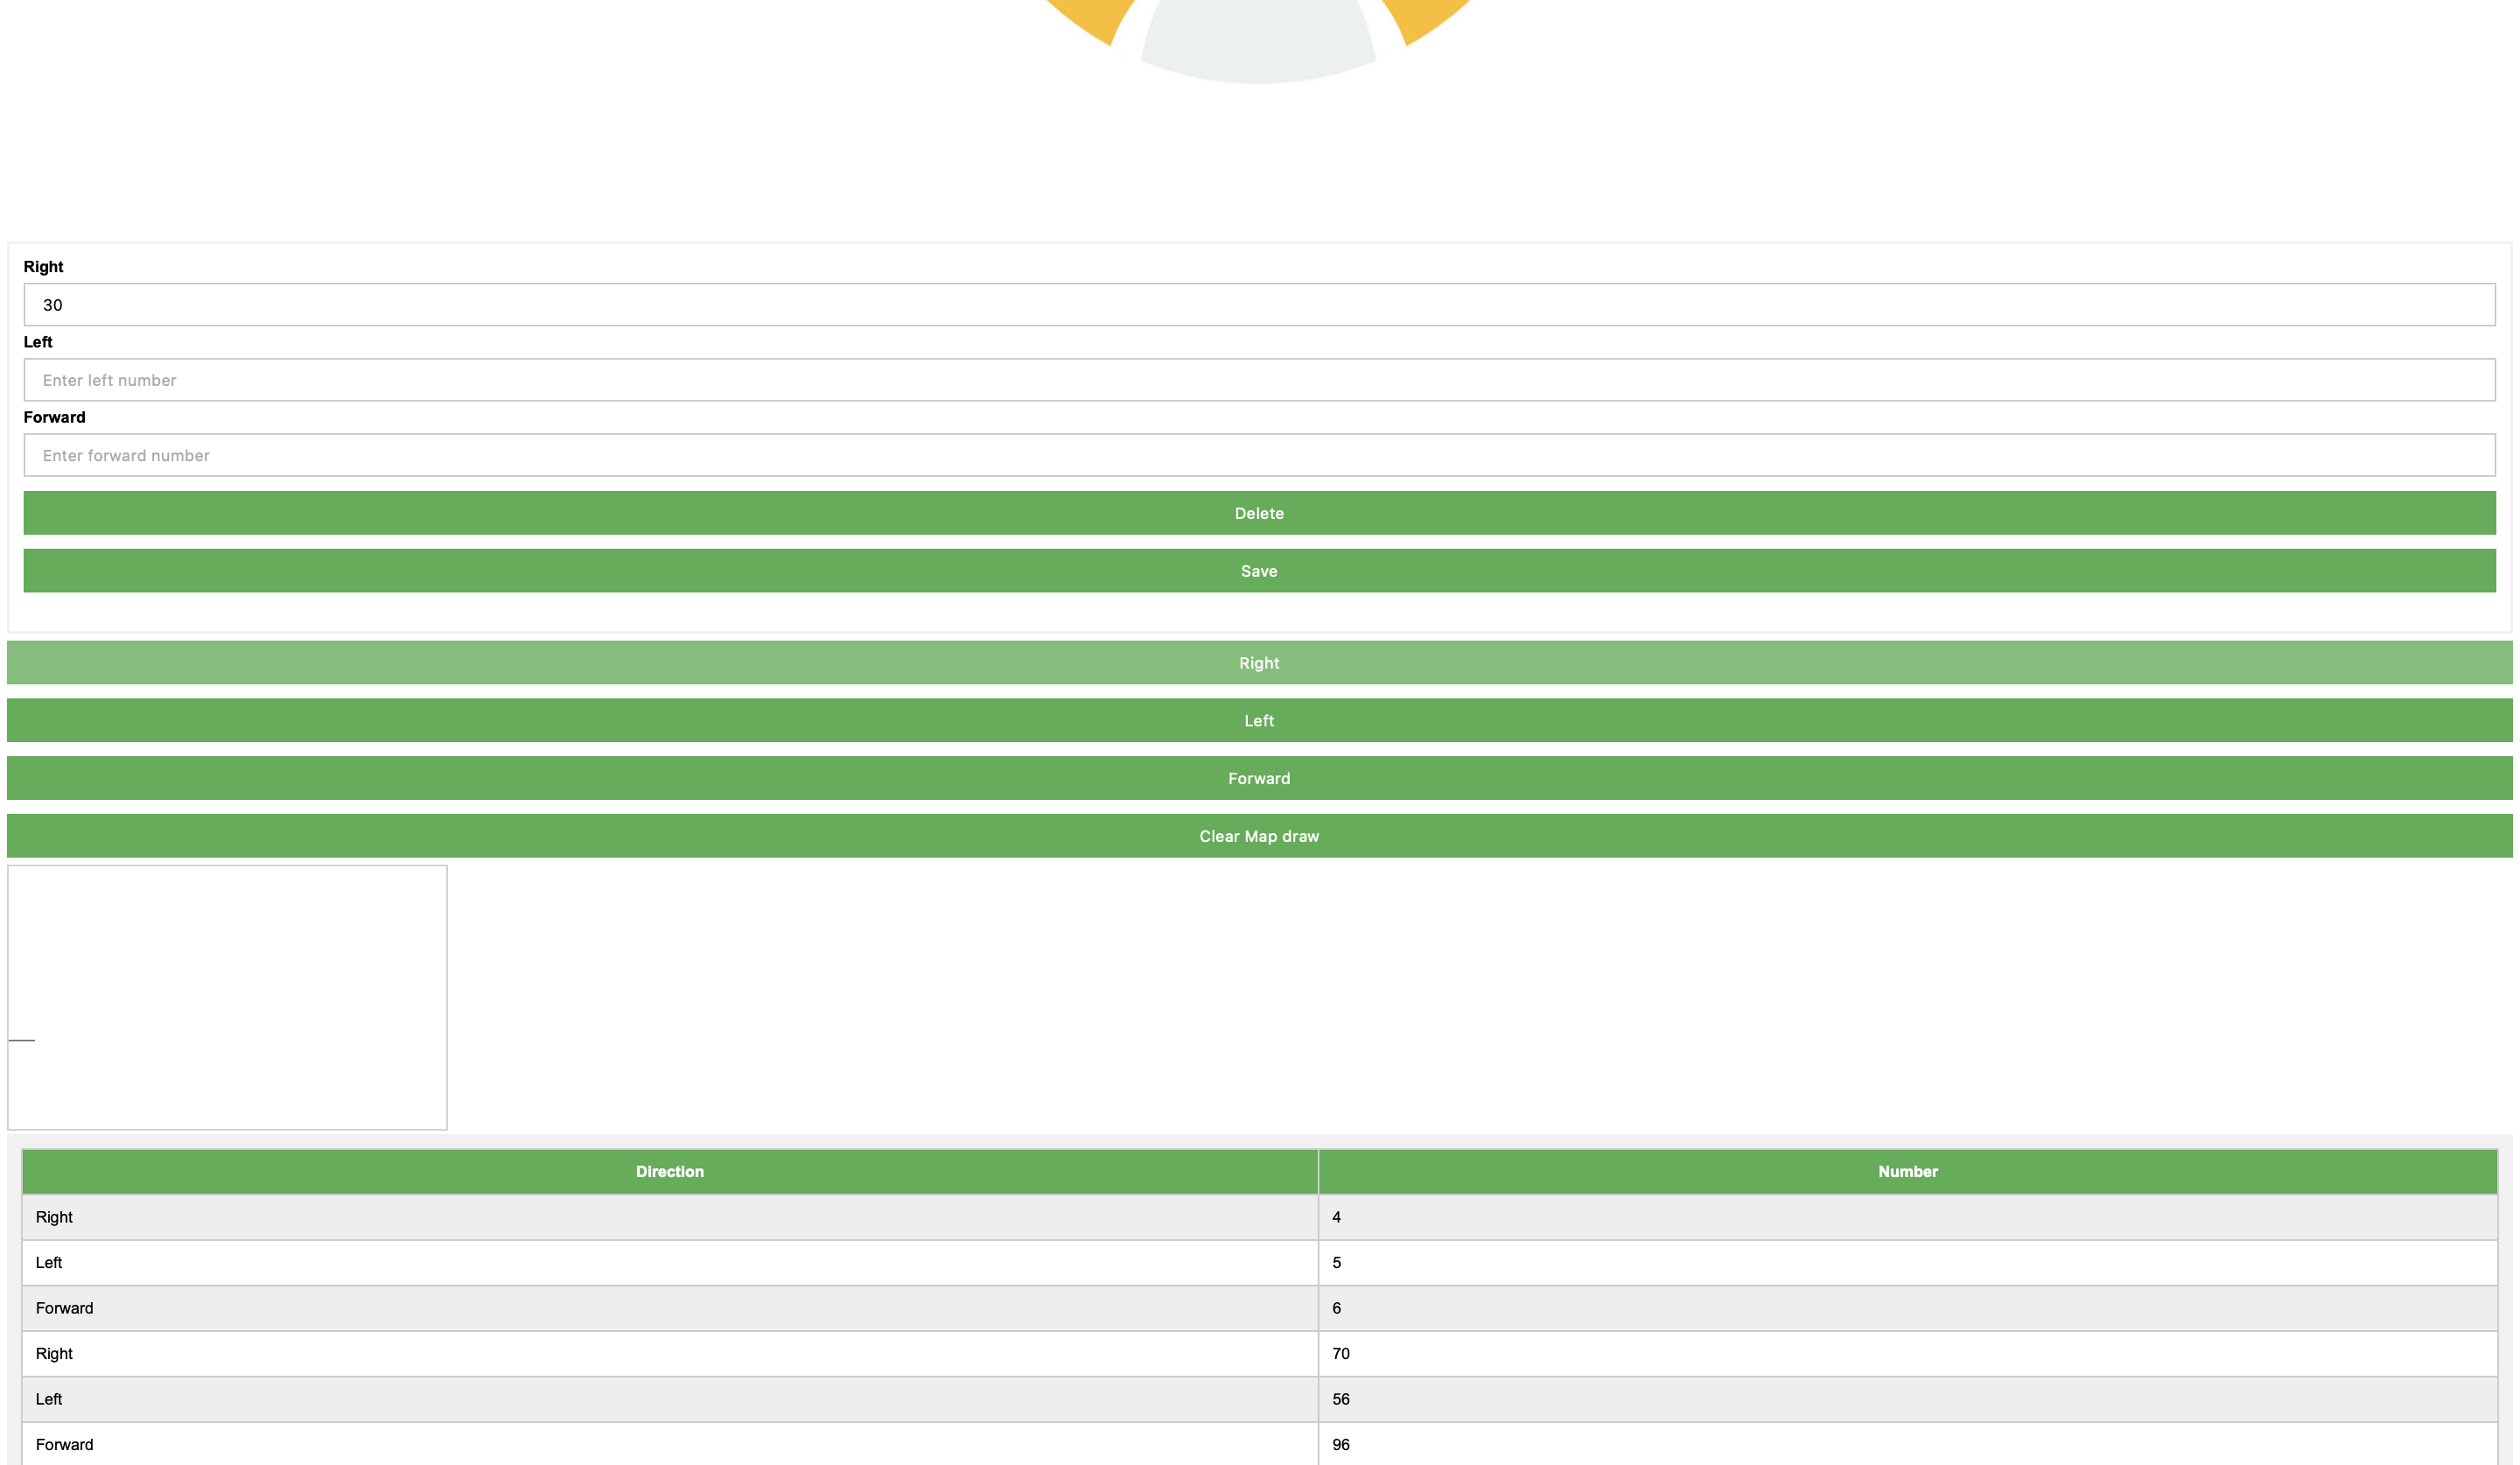 Right
30
Left
Enter left number
Forward
Enter forward number
Delete
Save
Right
Left
Forward
Clear Map draw
Direction Number
Right 4
Left 5
Forward 6
Right 70
Left 56
Forward 96